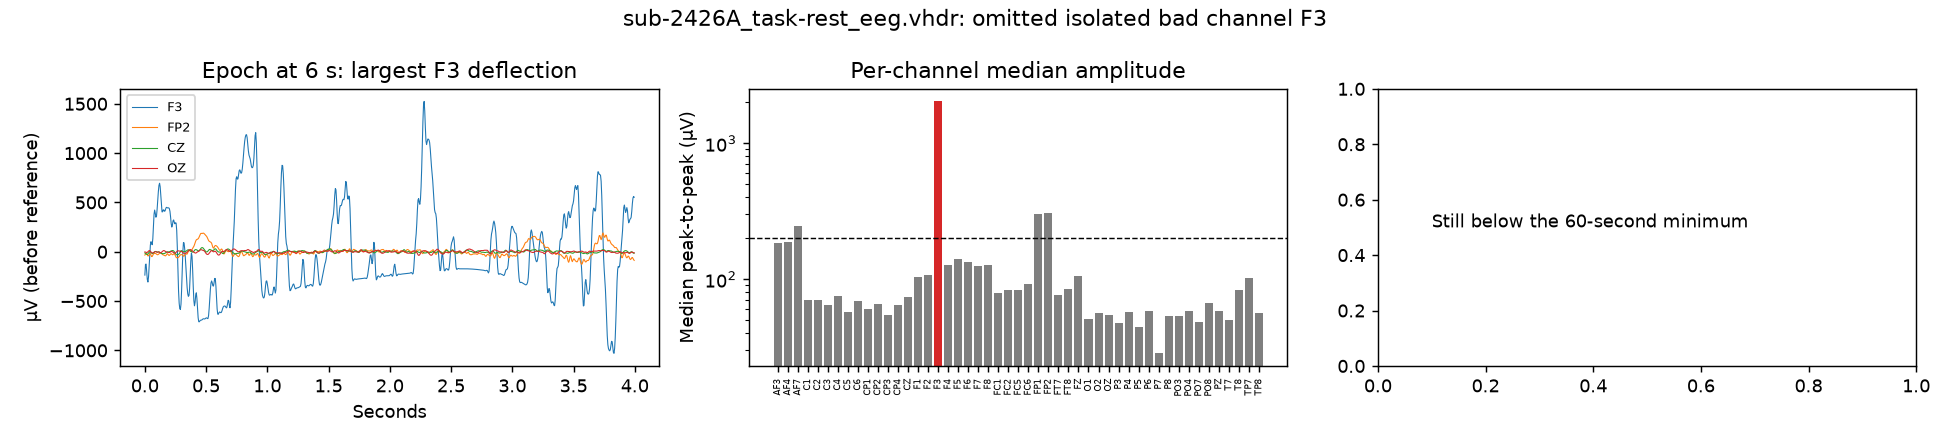 sub-2426A_task-rest_eeg.vhdr: omitted isolated bad channel F3
Epoch at 6 s: largest F3 deflection
µV (before reference)
1500
1000
500
0
−500
−1000
F3
FP2
CZ
OZ
0.0 0.5 1.0 1.5 2.0 2.5 3.0 3.5 4.0
Seconds
Per-channel median amplitude
Median peak-to-peak (µV)
10³
10²
AF3 AF4 AF7 C1 C2 C3 C4 C5 C6 CP1 CP2 CP3 CP4 CZ F1 F2 F3 F4 F5 F6 F7 F8 FC1 FC2 FC5 FC6 FP1 FP2 FT7 FT8 FZ O1 O2 OZ P3 P4 P5 P6 P7 P8 PO3 PO4 PO7 PO8 PZ T7 T8 TP7 TP8
1.0
0.8
0.6
0.4
0.2
0.0
Still below the 60-second minimum
0.0 0.2 0.4 0.6 0.8 1.0